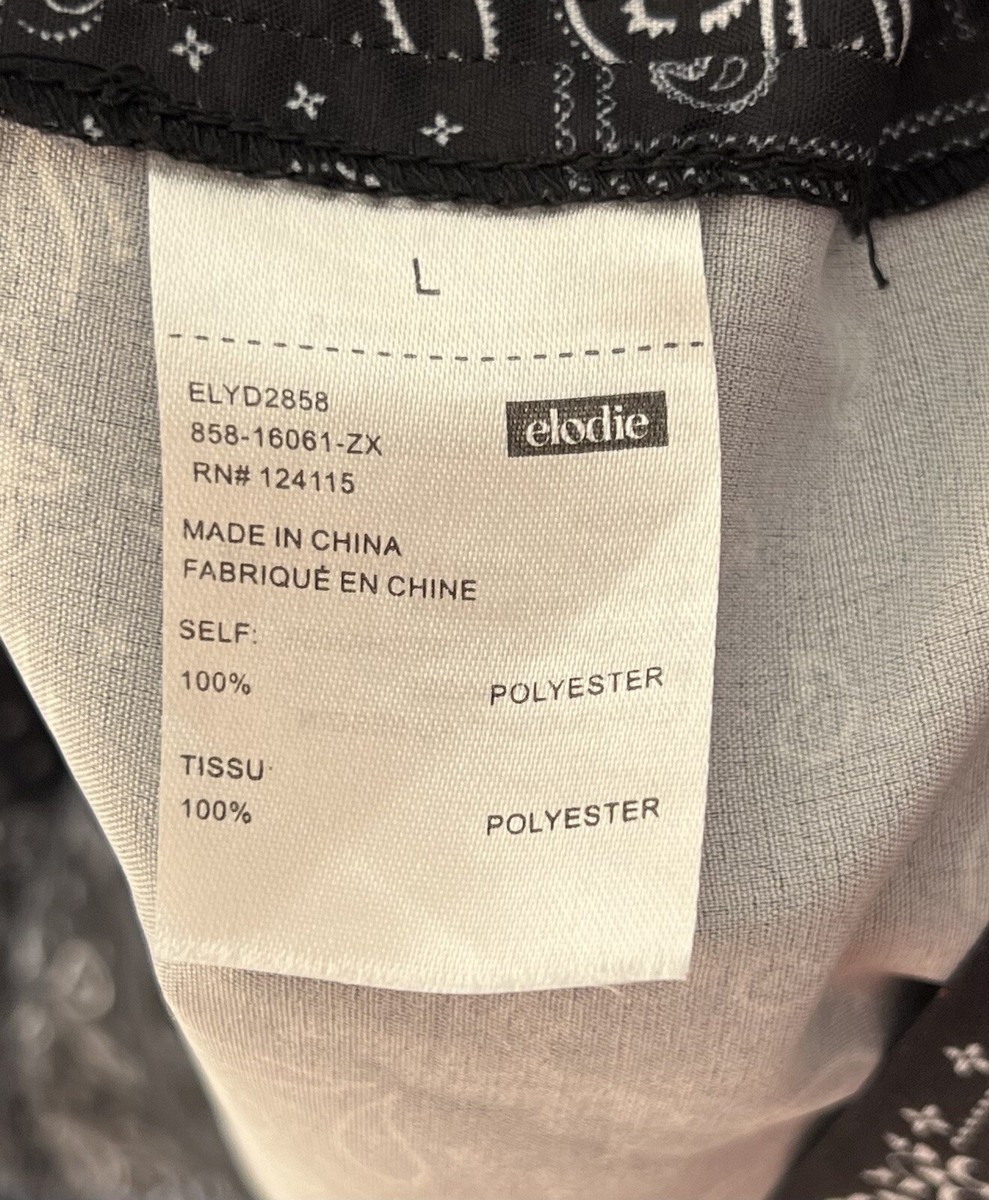 L
ELYD2858
858-16061-ZX
RN# 124115
elodie
MADE IN CHINA
FABRIQUÉ EN CHINE
SELF:
100% POLYESTER
TISSU:
100% POLYESTER